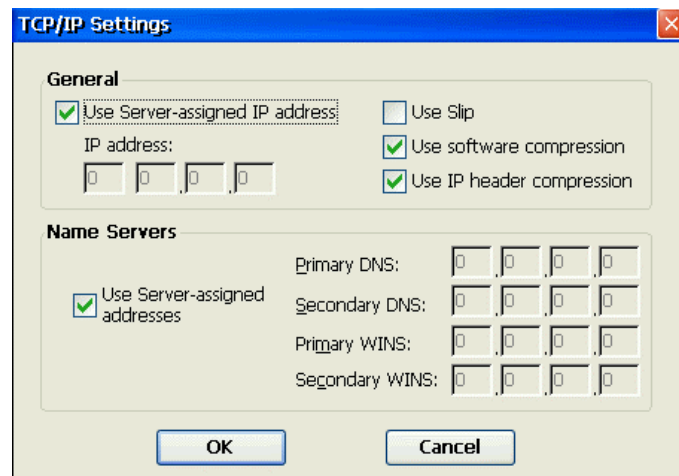 TCP/IP Settings
General
Use Server-assigned IP address
Use Slip
IP address:
Use software compression
0 0 .0 .0
Use IP header compression
Name Servers
Primary DNS: 0 .0 .0 .0
Use Server-assigned
addresses
Secondary DNS: 0 .0 .0 .0
Primary WINS: 0 .0 .0 .0
Secondary WINS: 0 .0 .0 .0
OK
Cancel